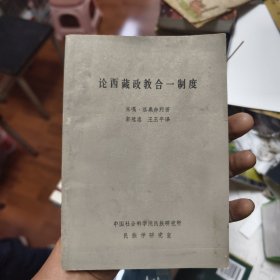 论西藏政教合一制度
东嘎·洛桑赤列著
郭冠忠 王玉平译
中国社会科学院民族研究所
民族学研究室